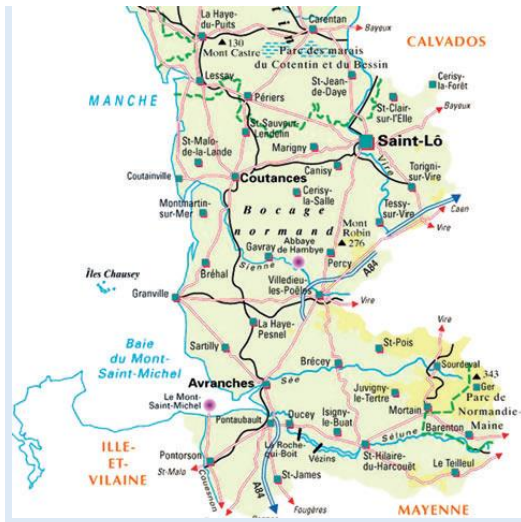 La Haye-
du-Puits
Carentan
Bayeux
130
Mont Castre
Parc des marais
du Cotentin et du Bessin
CALVADOS
Lessay
St-Jean-
de-Daye
Cerisy-
la-Forêt
MANCHE
Périers
St-Clair-
sur-l'Elle
Bayeux
St-Sauveur-
Lendelin
St-Malo-
de-la-Lande
Marigny
Saint-Lô
Vire
Canisy
Torigni-
sur-Vire
Coutainville
Coutances
Cerisy-
la-Salle
Montmartin-
sur-Mer
Bocage
normand
Mont
Robin
276
Tessy-
sur-Vire
Caen
Vire
Gavray
Abbaye
de Hambye
Percy
Sienne
A84
Îles Chausey
Bréhal
Villedieu-
les-Poêles
Granville
Vire
Vire
La Haye-
Pesnel
Baie
du Mont-
Saint-Michel
Sartilly
St-Pois
Brécey
Sourdeval
343
Ger
Avranches
Sée
Juvigny-
le-Tertre
Parc de
Normandie-
Maine
Le Mont-
Saint-Michel
Mortain
Pontaubault
Ducey
Isigny-
le-Buat
Barenton
Sélune
ILLE-
ET-
VILAINE
La Roche-
qui-Boit
Vézins
St-Hilaire-
du-Harcouët
Pontorson
St-Malo
Le Teilleul
Couesnon
A84
St-James
Fougères
MAYENNE